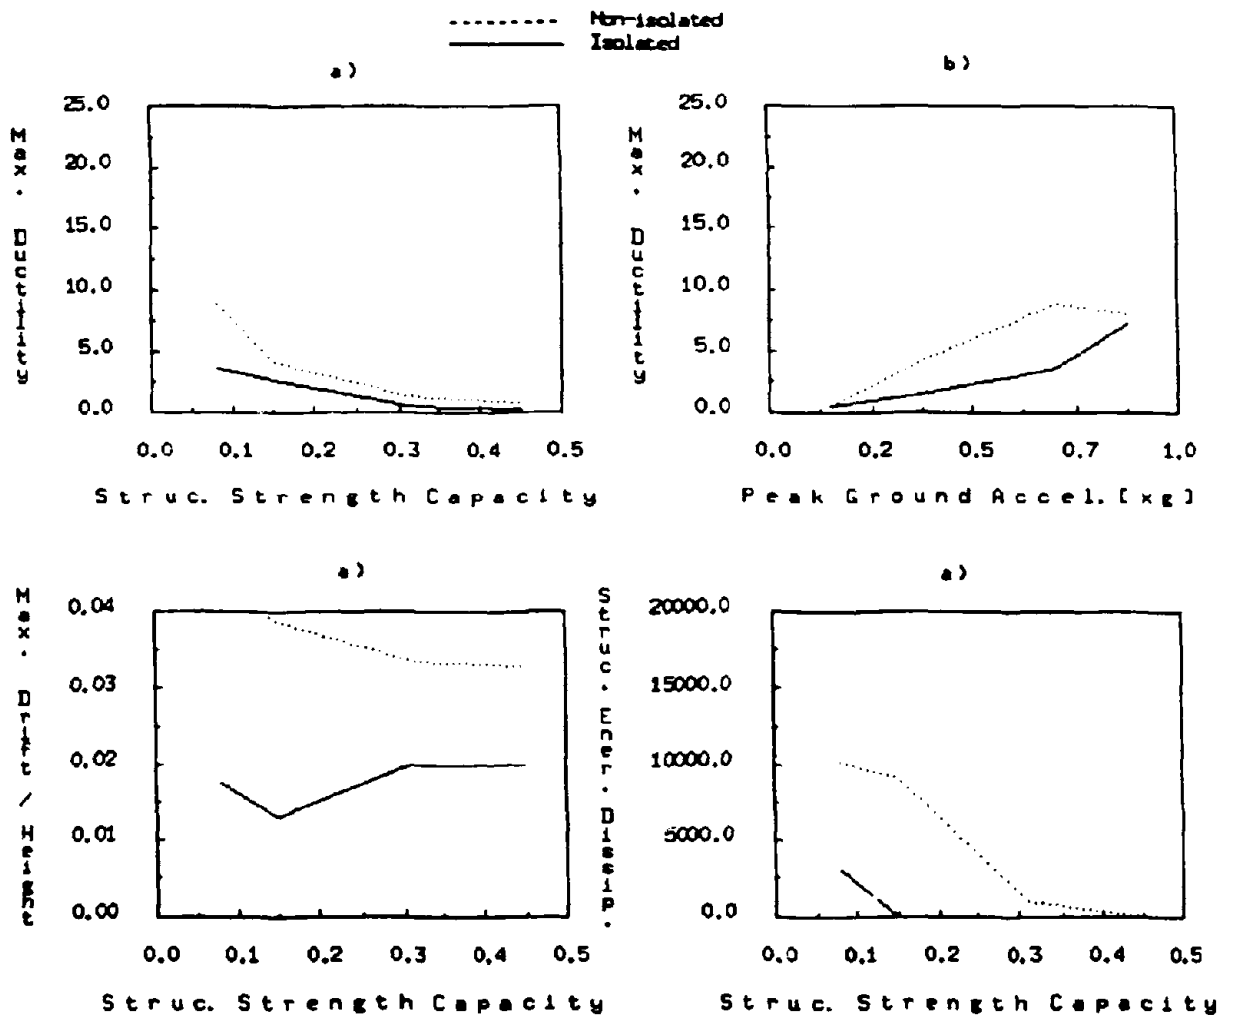 Non-isolated
Isolated
a)
25.0
20.0
15.0
10.0
5.0
0.0
Max. Ductility
0.0 0.1 0.2 0.3 0.4 0.5
Struc. Strength Capacity
b)
25.0
20.0
15.0
10.0
5.0
0.0
Max. Ductility
0.0 0.2 0.5 0.7 1.0
Peak Ground Accel. [xg]
a)
0.04
0.03
0.02
0.01
0.00
Max. Drift / Height
0.0 0.1 0.2 0.3 0.4 0.5
Struc. Strength Capacity
a)
20000.0
15000.0
10000.0
5000.0
0.0
Struc. Ener. Dissip.
0.0 0.1 0.2 0.3 0.4 0.5
Struc. Strength Capacity